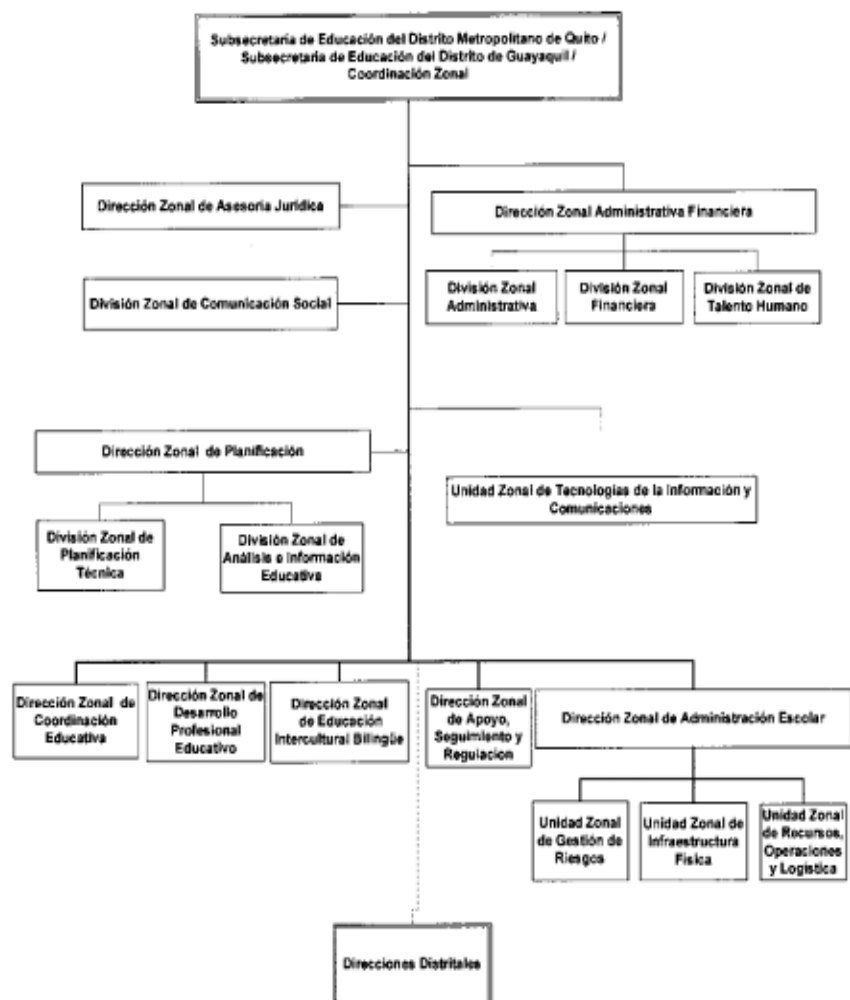 Subsecretaria de Educación del Distrito Metropolitano de Quito /
Subsecretaria de Educación del Distrito de Guayaquil /
Coordinación Zonal
Dirección Zonal de Asesoría Jurídica
Dirección Zonal Administrativa Financiera
División Zonal
Administrativa
División Zonal
Financiera
División Zonal de
Talento Humano
División Zonal de Comunicación Social
Dirección Zonal de Planificación
Unidad Zonal de Tecnologías de la Información y
Comunicaciones
División Zonal de
Planificación
Técnica
División Zonal de
Análisis e Información
Educativa
Dirección Zonal de
Coordinación
Educativa
Dirección Zonal de
Desarrollo
Profesional
Educativo
Dirección Zonal
de Educación
Intercultural Bilingüe
Dirección Zonal
de Apoyo,
Seguimiento y
Regulacion
Dirección Zonal de Administración Escolar
Unidad Zonal
de Gestión de
Riesgos
Unidad Zonal de
Infraestructura
Física
Unidad Zonal
de Recursos,
Operaciones
y Logística
Direcciones Distritales